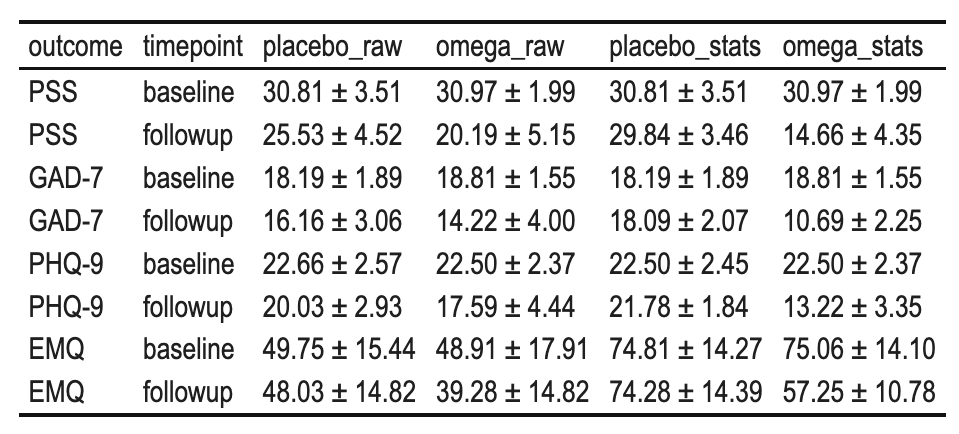 outcome timepoint placebo_raw omega_raw placebo_stats omega_stats
PSS baseline 30.81 ± 3.51 30.97 ± 1.99 30.81 ± 3.51 30.97 ± 1.99
PSS followup 25.53 ± 4.52 20.19 ± 5.15 29.84 ± 3.46 14.66 ± 4.35
GAD-7 baseline 18.19 ± 1.89 18.81 ± 1.55 18.19 ± 1.89 18.81 ± 1.55
GAD-7 followup 16.16 ± 3.06 14.22 ± 4.00 18.09 ± 2.07 10.69 ± 2.25
PHQ-9 baseline 22.66 ± 2.57 22.50 ± 2.37 22.50 ± 2.45 22.50 ± 2.37
PHQ-9 followup 20.03 ± 2.93 17.59 ± 4.44 21.78 ± 1.84 13.22 ± 3.35
EMQ baseline 49.75 ± 15.44 48.91 ± 17.91 74.81 ± 14.27 75.06 ± 14.10
EMQ followup 48.03 ± 14.82 39.28 ± 14.82 74.28 ± 14.39 57.25 ± 10.78